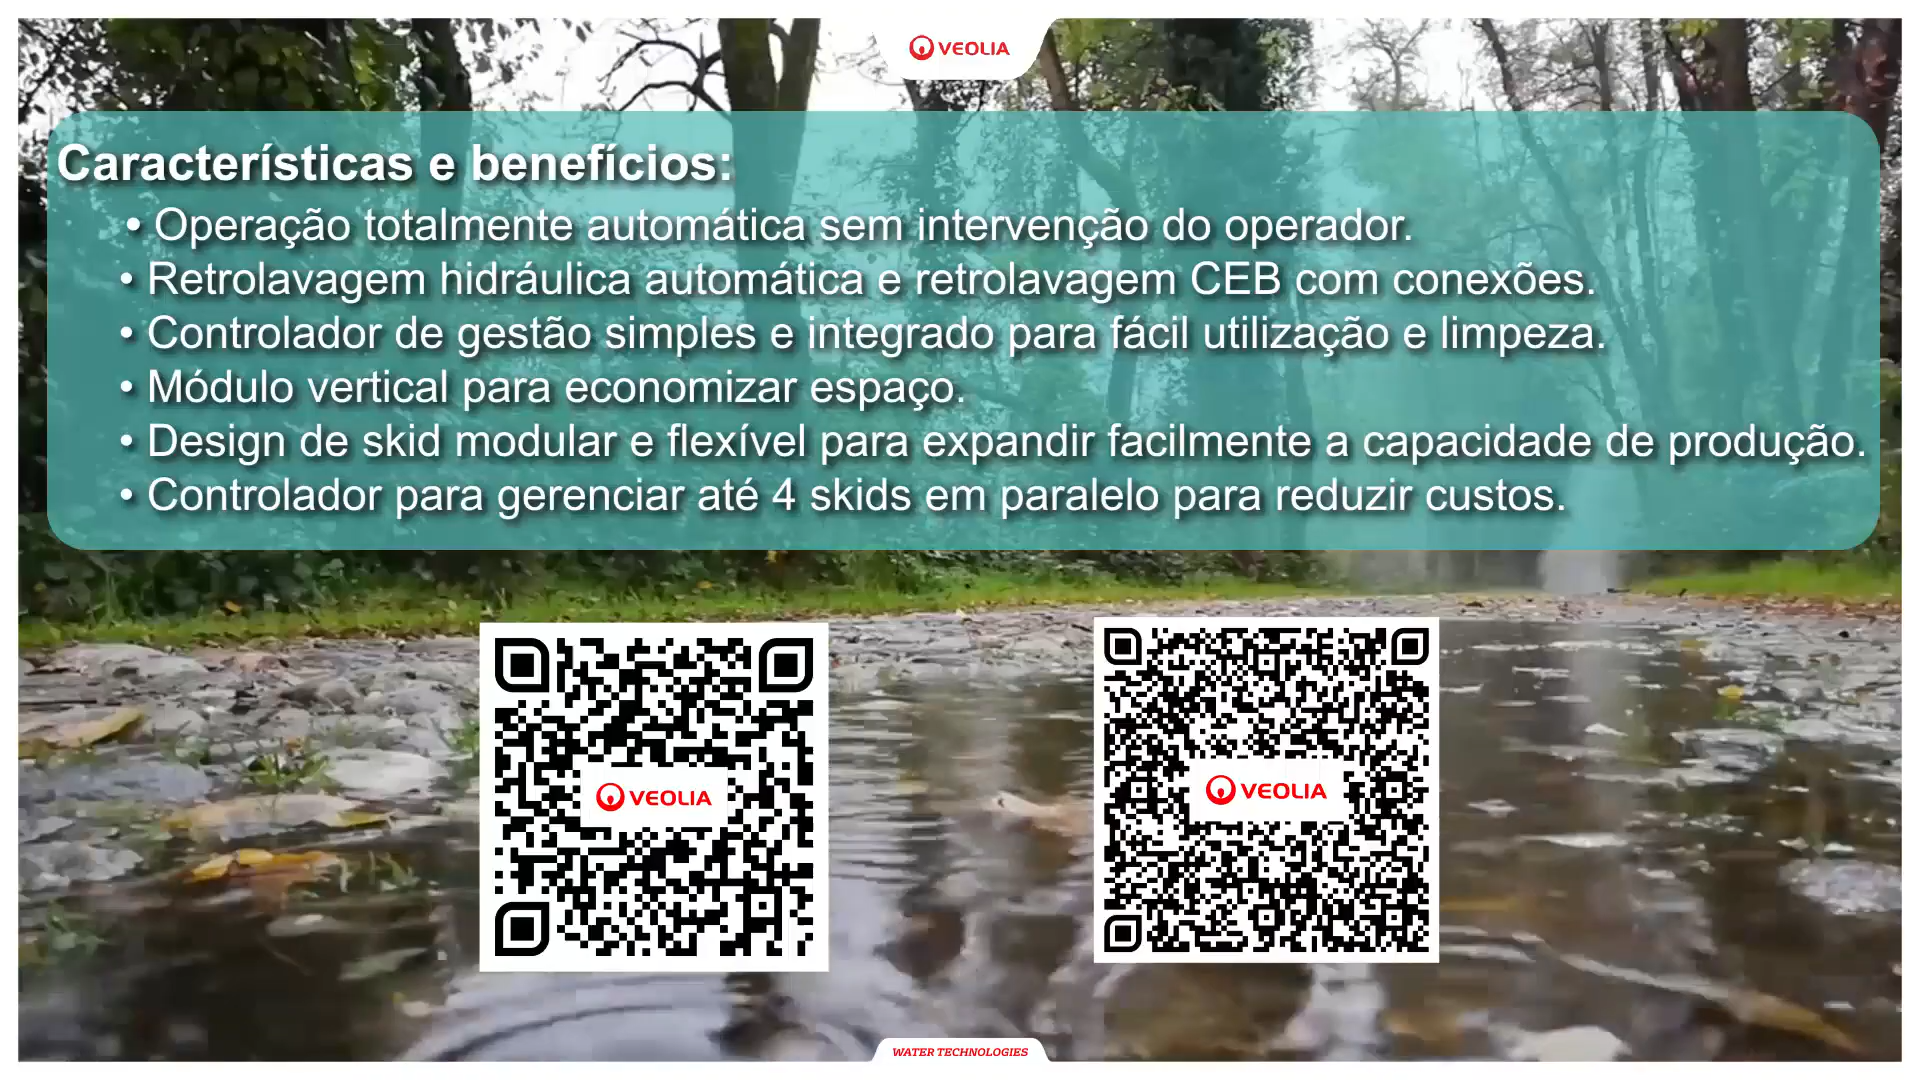 VEOLIA
Características e benefícios:
• Operação totalmente automática sem intervenção do operador.
• Retrolavagem hidráulica automática e retrolavagem CEB com conexões.
• Controlador de gestão simples e integrado para fácil utilização e limpeza.
• Módulo vertical para economizar espaço.
• Design de skid modular e flexível para expandir facilmente a capacidade de produção.
• Controlador para gerenciar até 4 skids em paralelo para reduzir custos.
VEOLIA
VEOLIA
WATER TECHNOLOGIES